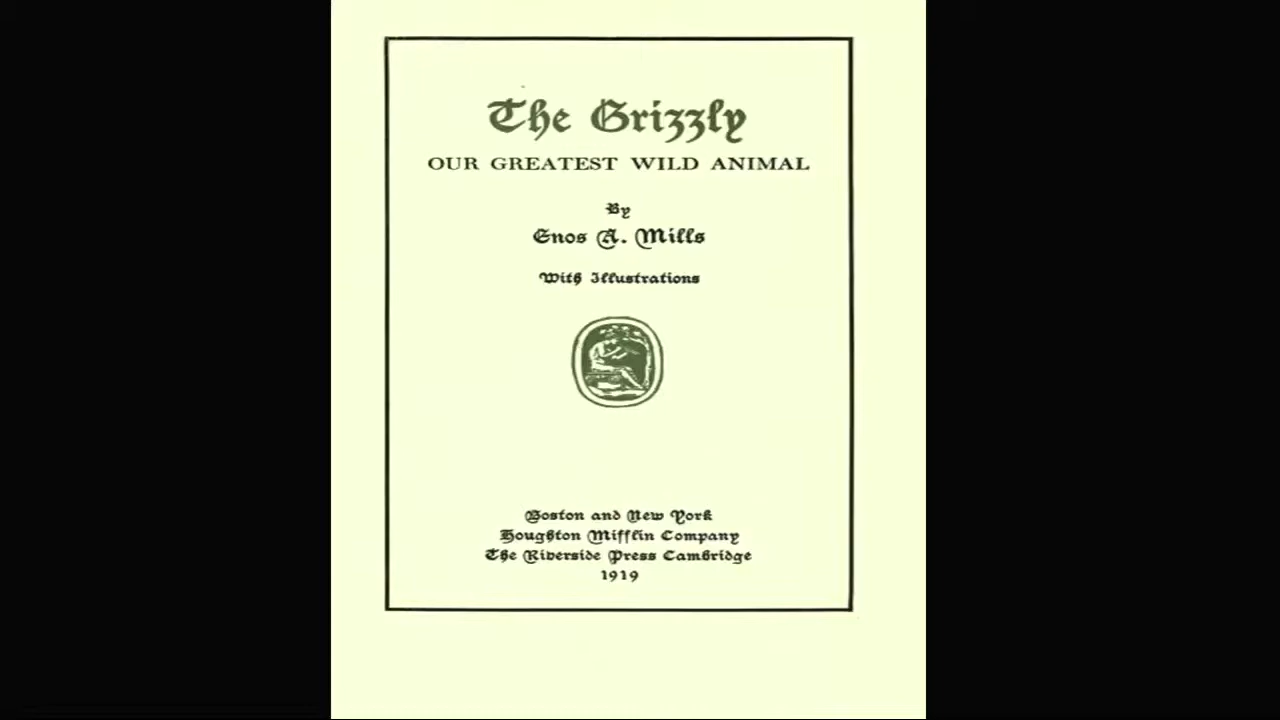 The Grizzly
OUR GREATEST WILD ANIMAL
By
Enos A. Mills
With Illustrations
Boston and New York
Houghton Mifflin Company
The Riverside Press Cambridge
1919